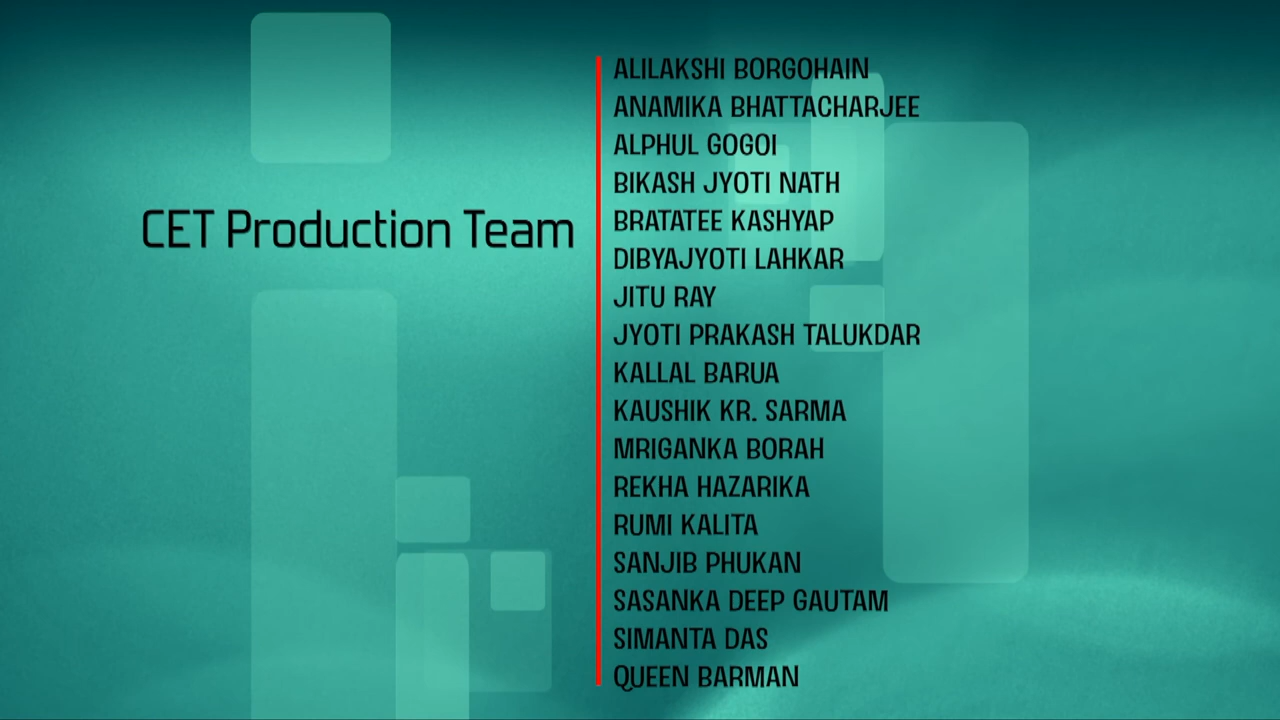 CET Production Team
ALILAKSHI BORGOHAIN
ANAMIKA BHATTACHARJEE
ALPHUL GOGOI
BIKASH JYOTI NATH
BRATATEE KASHYAP
DIBYAJYOTI LAHKAR
JITU RAY
JYOTI PRAKASH TALUKDAR
KALLAL BARUA
KAUSHIK KR. SARMA
MRIGANKA BORAH
REKHA HAZARIKA
RUMI KALITA
SANJIB PHUKAN
SASANKA DEEP GAUTAM
SIMANTA DAS
QUEEN BARMAN